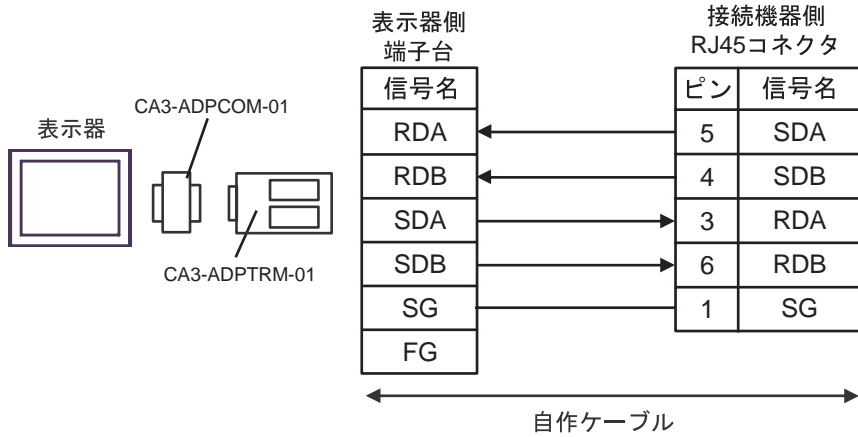 表示器側
端子台
接続機器側
RJ45コネクタ
信号名
ピン 信号名
CA3-ADPCOM-01
表示器
RDA 5 SDA
RDB 4 SDB
SDA 3 RDA
SDB 6 RDB
CA3-ADPTRM-01
SG 1 SG
FG
自作ケーブル